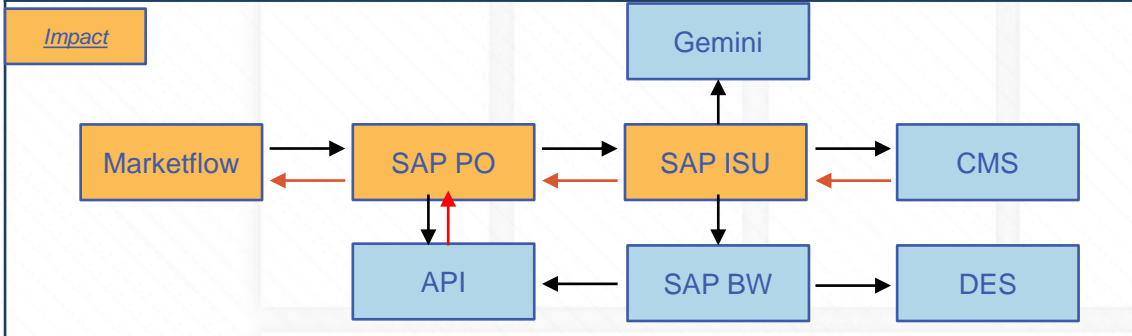 Impact
Gemini
Marketflow
SAP PO
SAP ISU
CMS
API
SAP BW
DES